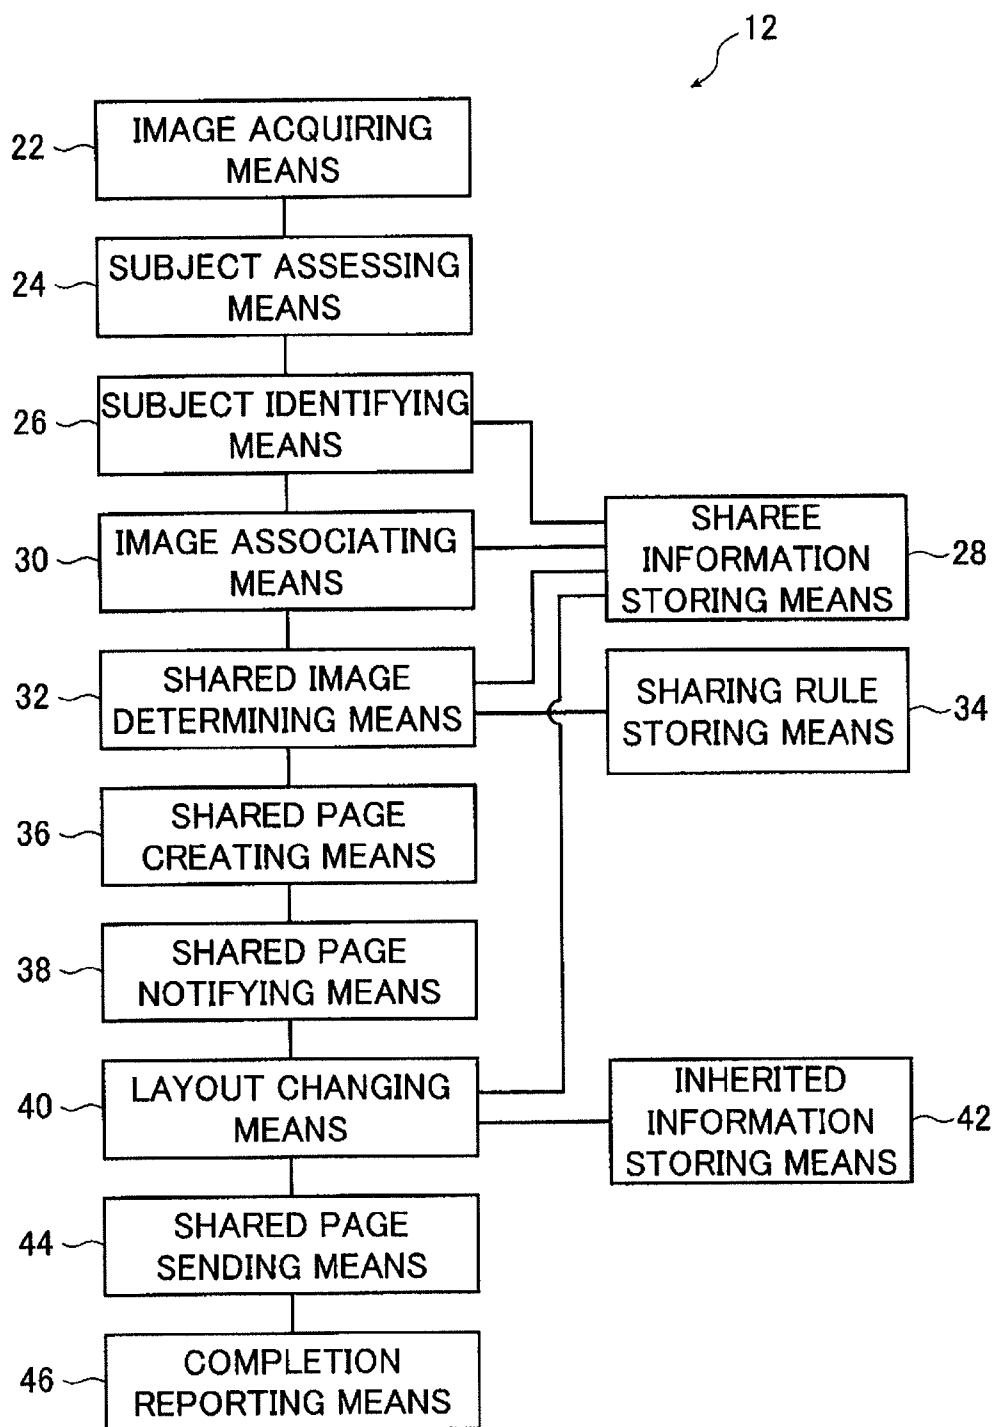 12
22
IMAGE ACQUIRING
MEANS
24
SUBJECT ASSESSING
MEANS
26
SUBJECT IDENTIFYING
MEANS
SHAREE
INFORMATION
STORING MEANS
28
30
IMAGE ASSOCIATING
MEANS
32
SHARED IMAGE
DETERMINING MEANS
SHARING RULE
STORING MEANS
34
36
SHARED PAGE
CREATING MEANS
38
SHARED PAGE
NOTIFYING MEANS
40
LAYOUT CHANGING
MEANS
INHERITED
INFORMATION
STORING MEANS
42
44
SHARED PAGE
SENDING MEANS
46
COMPLETION
REPORTING MEANS